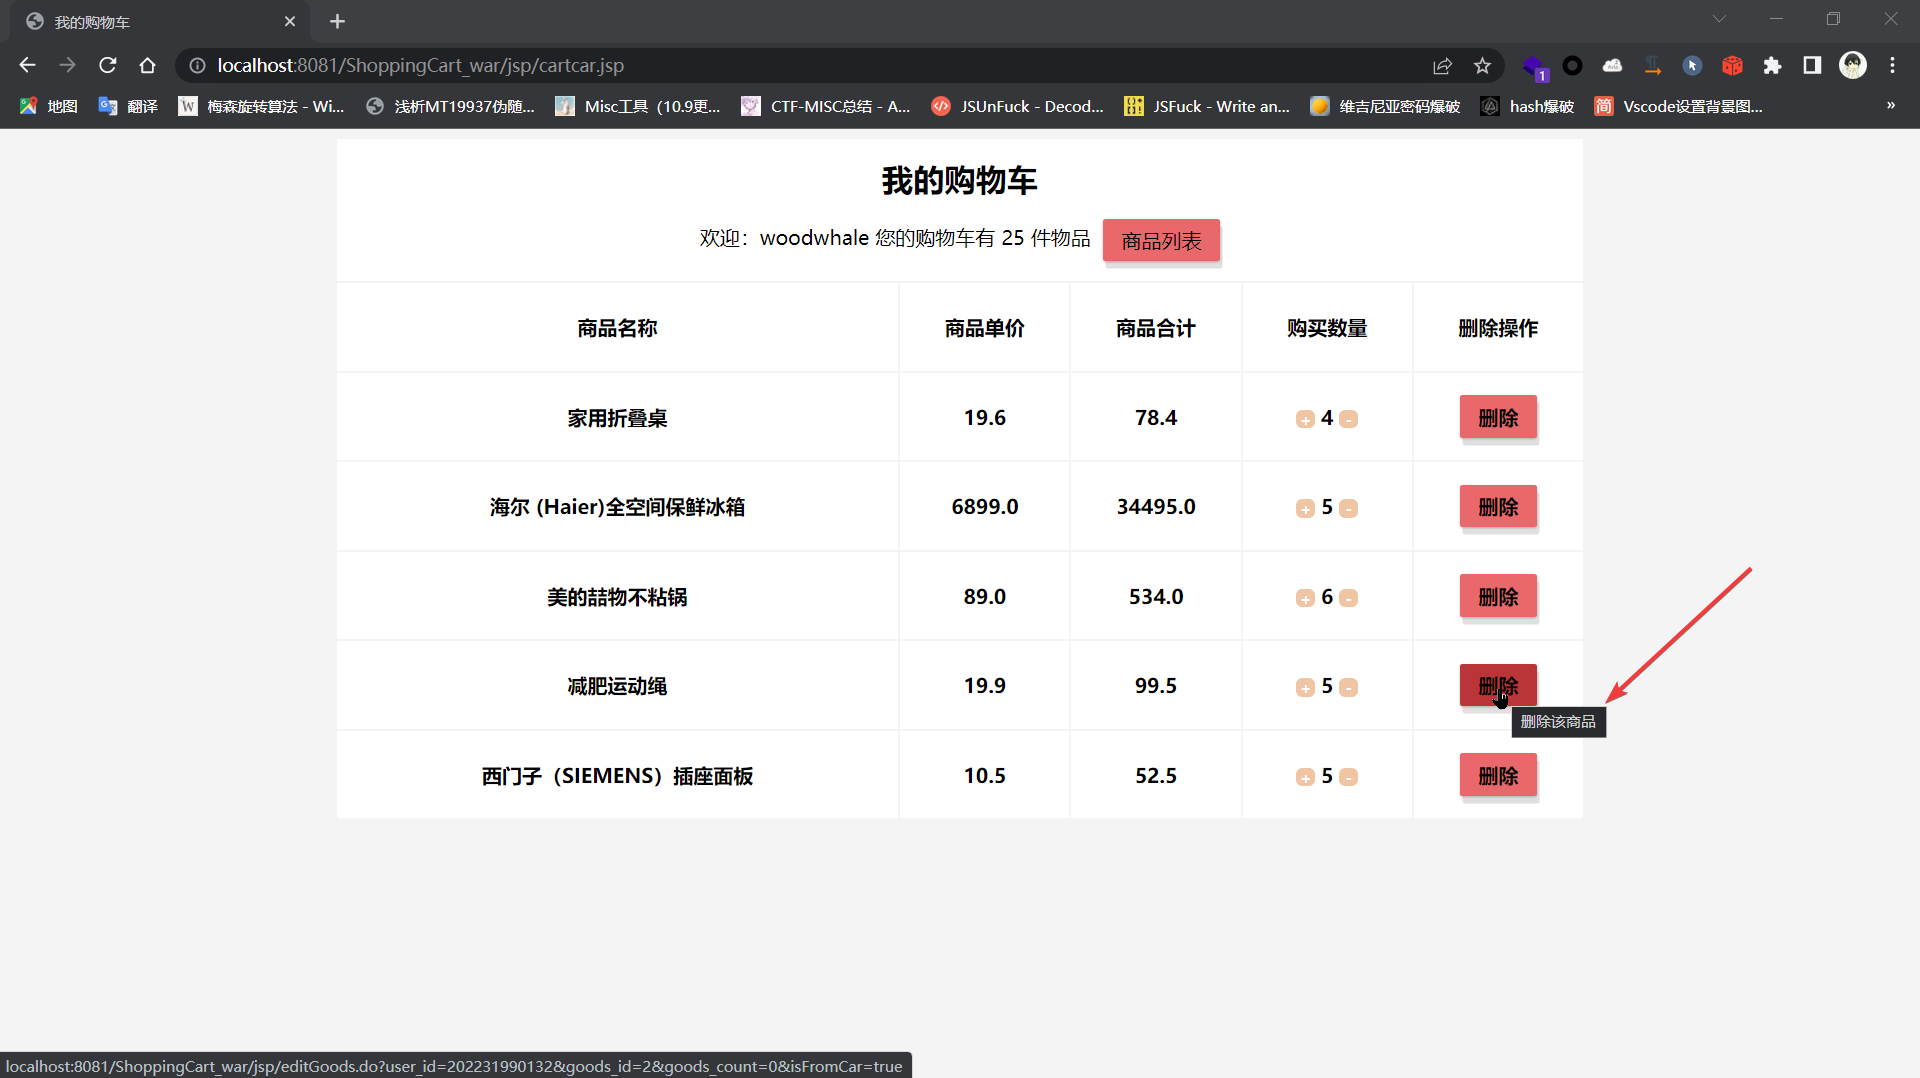 我的购物车
localhost:8081/ShoppingCart_war/jsp/cartcar.jsp
1
地图 翻译 梅森旋转算法 - Wi... 浅析MT19937伪随... Misc工具（10.9更... CTF-MISC总结 - A... JSUnFuck - Decod... JSFuck - Write an... 维吉尼亚密码爆破 hash爆破 Vscode设置背景图... »
我的购物车
欢迎：woodwhale 您的购物车有 25 件物品 商品列表
商品名称 商品单价 商品合计 购买数量 删除操作
家用折叠桌 19.6 78.4 + 4 - 删除
海尔 (Haier)全空间保鲜冰箱 6899.0 34495.0 + 5 - 删除
美的喆物不粘锅 89.0 534.0 + 6 - 删除
减肥运动绳 19.9 99.5 + 5 - 删除
删除该商品
西门子（SIEMENS）插座面板 10.5 52.5 + 5 - 删除
localhost:8081/ShoppingCart_war/jsp/editGoods.do?user_id=202231990132&goods_id=2&goods_count=0&isFromCar=true